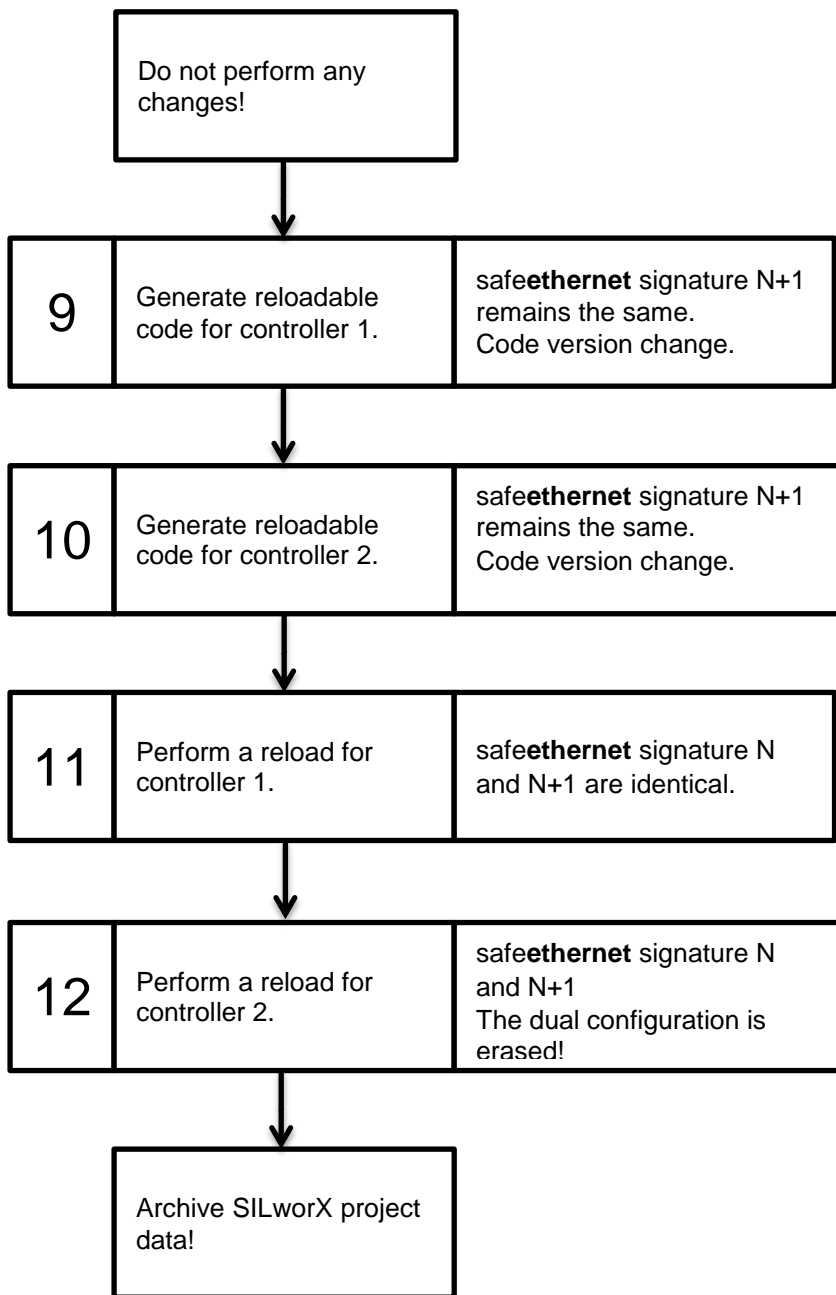 Do not perform any
changes!
9
Generate reloadable
code for controller 1.
safeethernet signature N+1
remains the same.
Code version change.
10
Generate reloadable
code for controller 2.
safeethernet signature N+1
remains the same.
Code version change.
11
Perform a reload for
controller 1.
safeethernet signature N
and N+1 are identical.
12
Perform a reload for
controller 2.
safeethernet signature N
and N+1
The dual configuration is
erased!
Archive SILworX project
data!